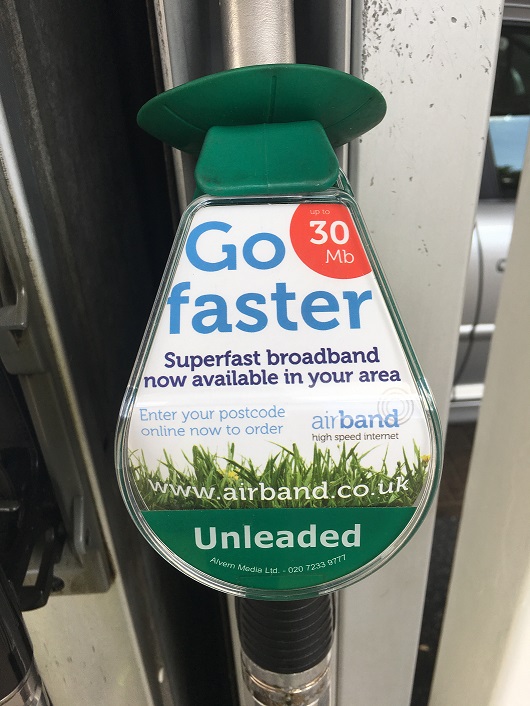 up to
30
Mb
Go
faster
Superfast broadband
now available in your area
Enter your postcode
online now to order
airband
high speed internet
www.airband.co.uk
Unleaded
Alvern Media Ltd. - 020 7233 9777